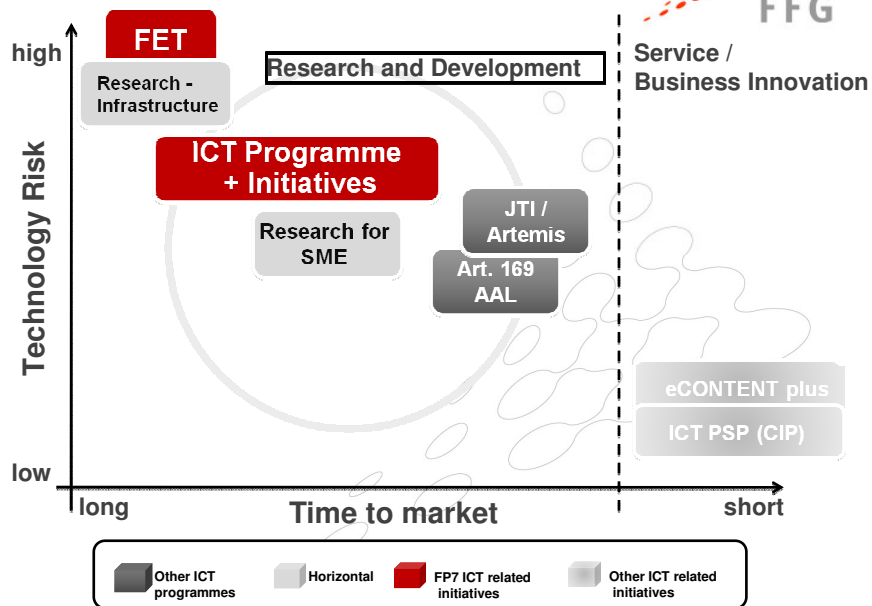 FFG
high
FET
Research and Development
Service /
Business Innovation
Research -
Infrastructure
ICT Programme
+ Initiatives
Technology Risk
JTI /
Artemis
Research for
SME
Art. 169
AAL
eCONTENT plus
ICT PSP (CIP)
low
long
Time to market
short
Other ICT
programmes
Horizontal
FP7 ICT related
initiatives
Other ICT related
initiatives